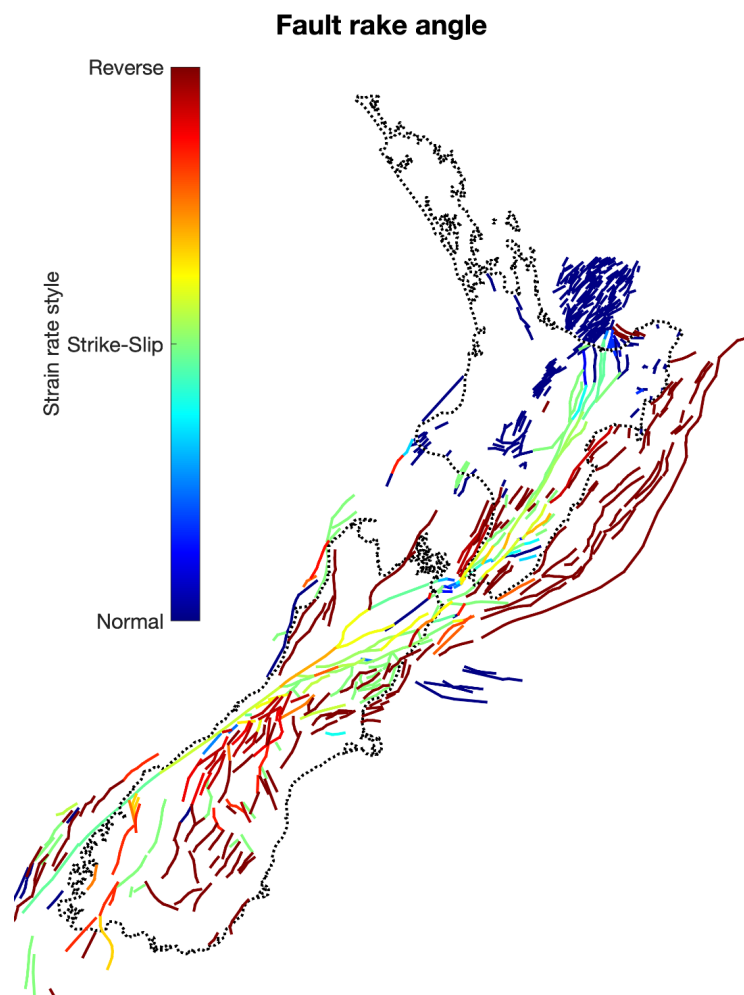 Fault rake angle
Reverse
Strain rate style
Strike-Slip
Normal